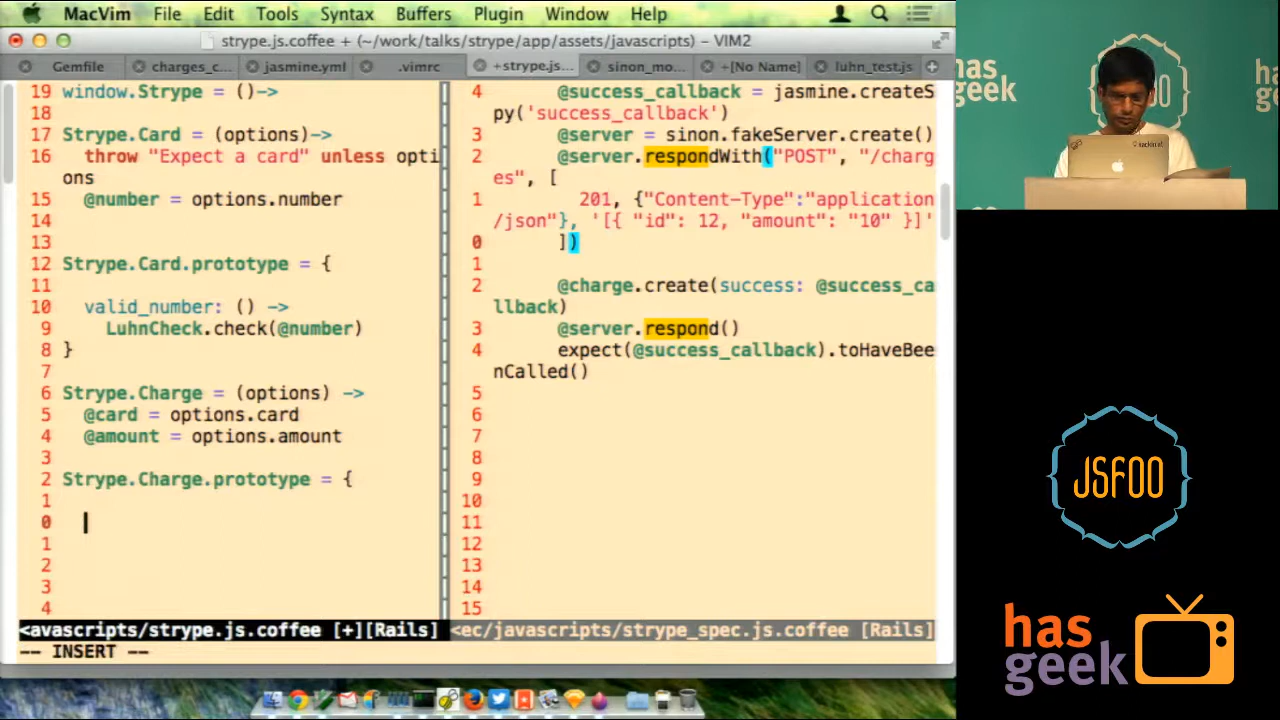 MacVim File Edit Tools Syntax Buffers Plugin Window Help
strype.js.coffee + (~/work/talks/strype/app/assets/javascripts) – VIM2
Gemfile charges_c... jasmine.yml .vimrc +strype.js... sinon_mo... +[No Name] luhn_test.js
19 window.Strype = ()->
18
17 Strype.Card = (options)->
16 throw "Expect a card" unless opti
ons
15 @number = options.number
14
13
12 Strype.Card.prototype = {
11
10 valid_number: () ->
9 LuhnCheck.check(@number)
8 }
7
6 Strype.Charge = (options) ->
5 @card = options.card
4 @amount = options.amount
3
2 Strype.Charge.prototype = {
1
0
1
2
3
4
<avascripts/strype.js.coffee [+][Rails]
-- INSERT --
4 @success_callback = jasmine.createS
py('success_callback')
3 @server = sinon.fakeServer.create()
2 @server.respondWith("POST", "/charg
es", [
1 201, {"Content-Type":"application
/json"}, '[{ "id": 12, "amount": "10" }]'
0 ])
1
2 @charge.create(success: @success_ca
llback)
3 @server.respond()
4 expect(@success_callback).toHaveBee
nCalled()
5
6
7
8
9
10
11
12
13
14
15
<ec/javascripts/strype_spec.js.coffee [Rails]
has
geek
JSFOO
has
geek